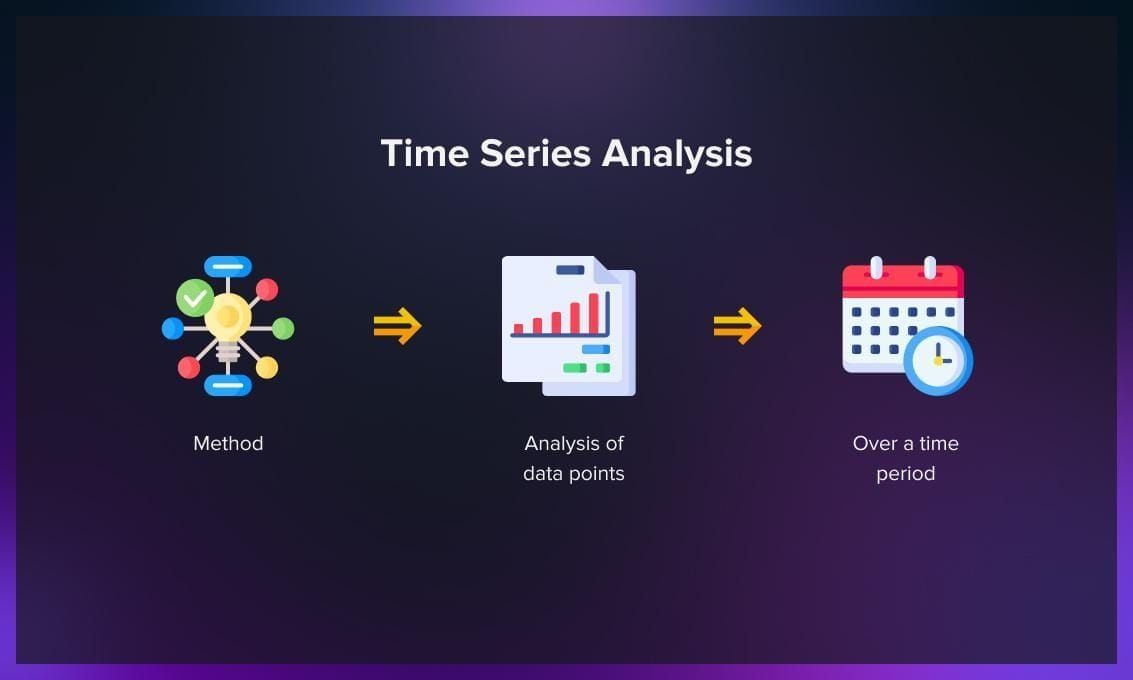 Time Series Analysis
Method
Analysis of
data points
Over a time
period